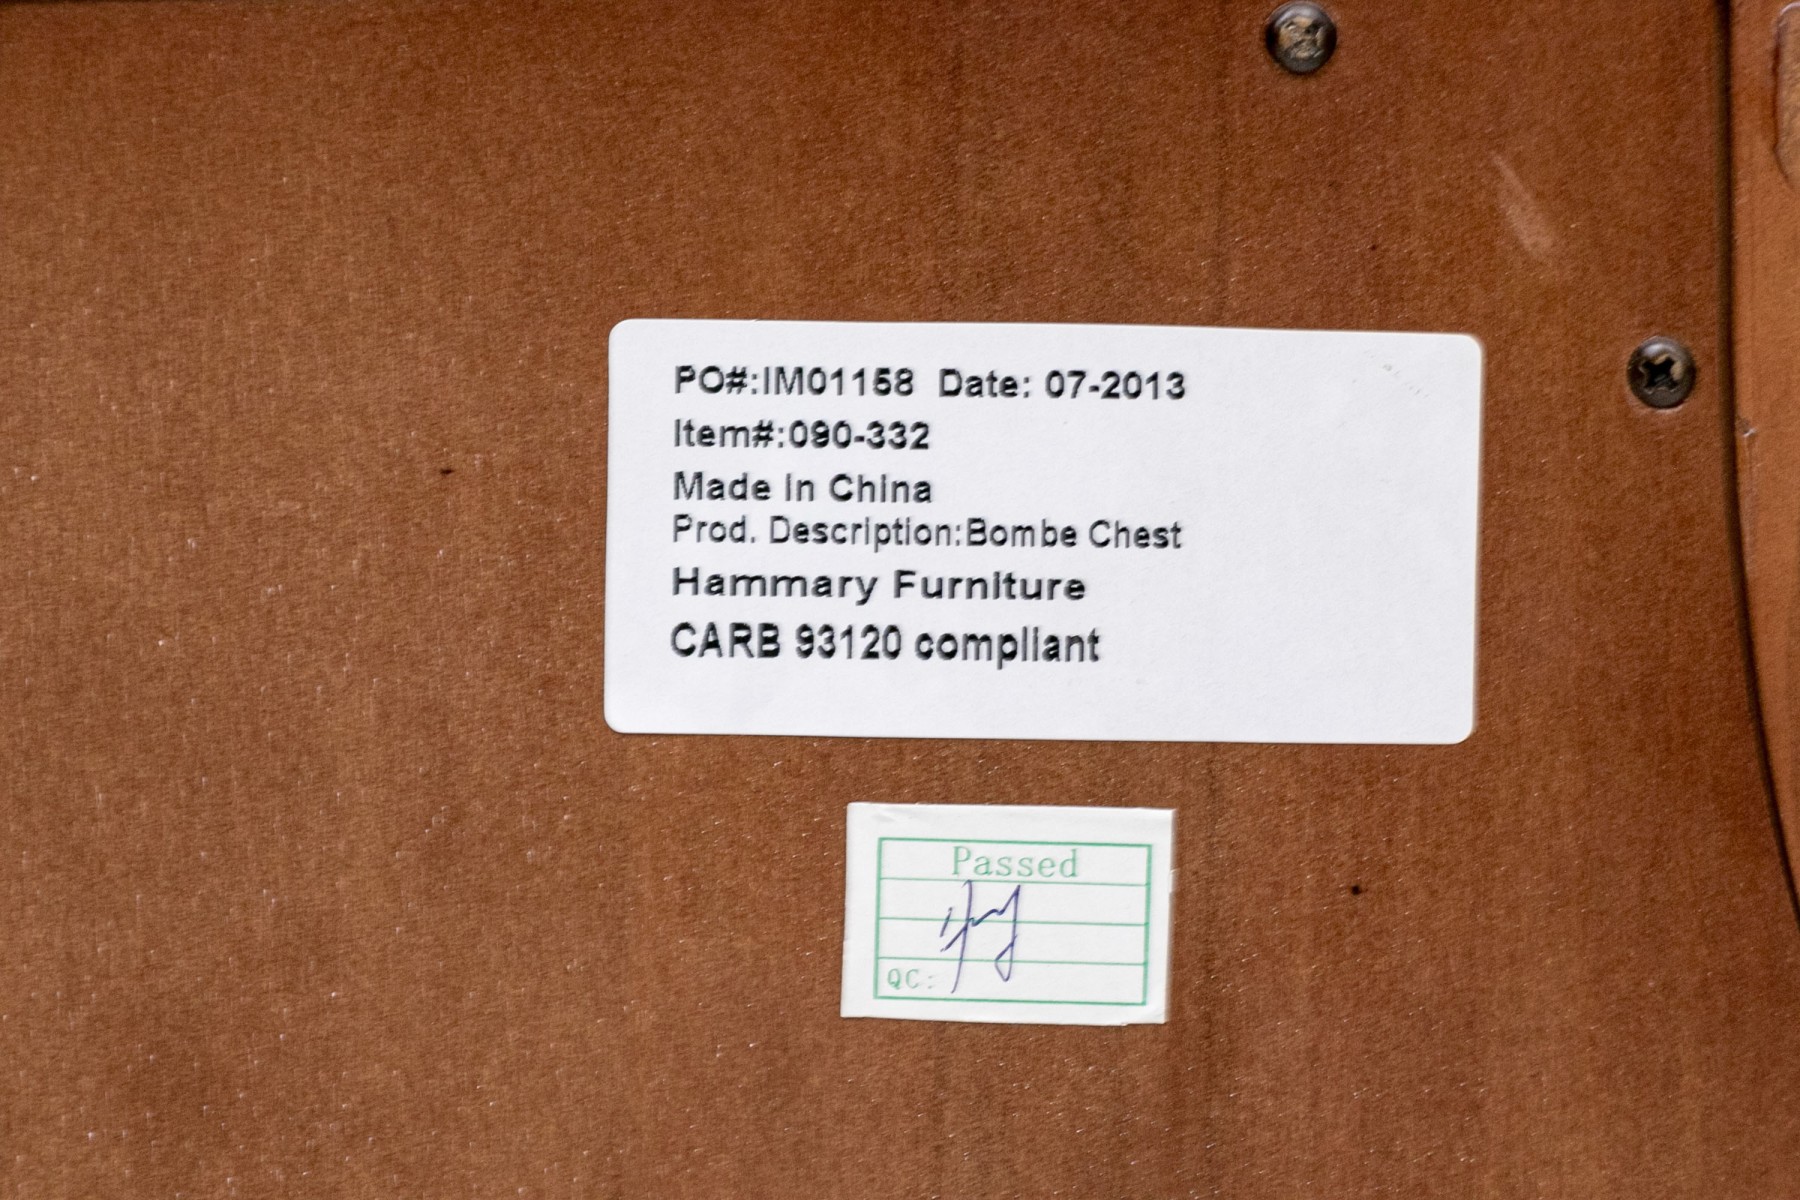 PO#:IM01158  Date: 07-2013
Item#:090-332
Made in China
Prod. Description:Bombe Chest
Hammary Furniture
CARB 93120 compliant
Passed
QC: